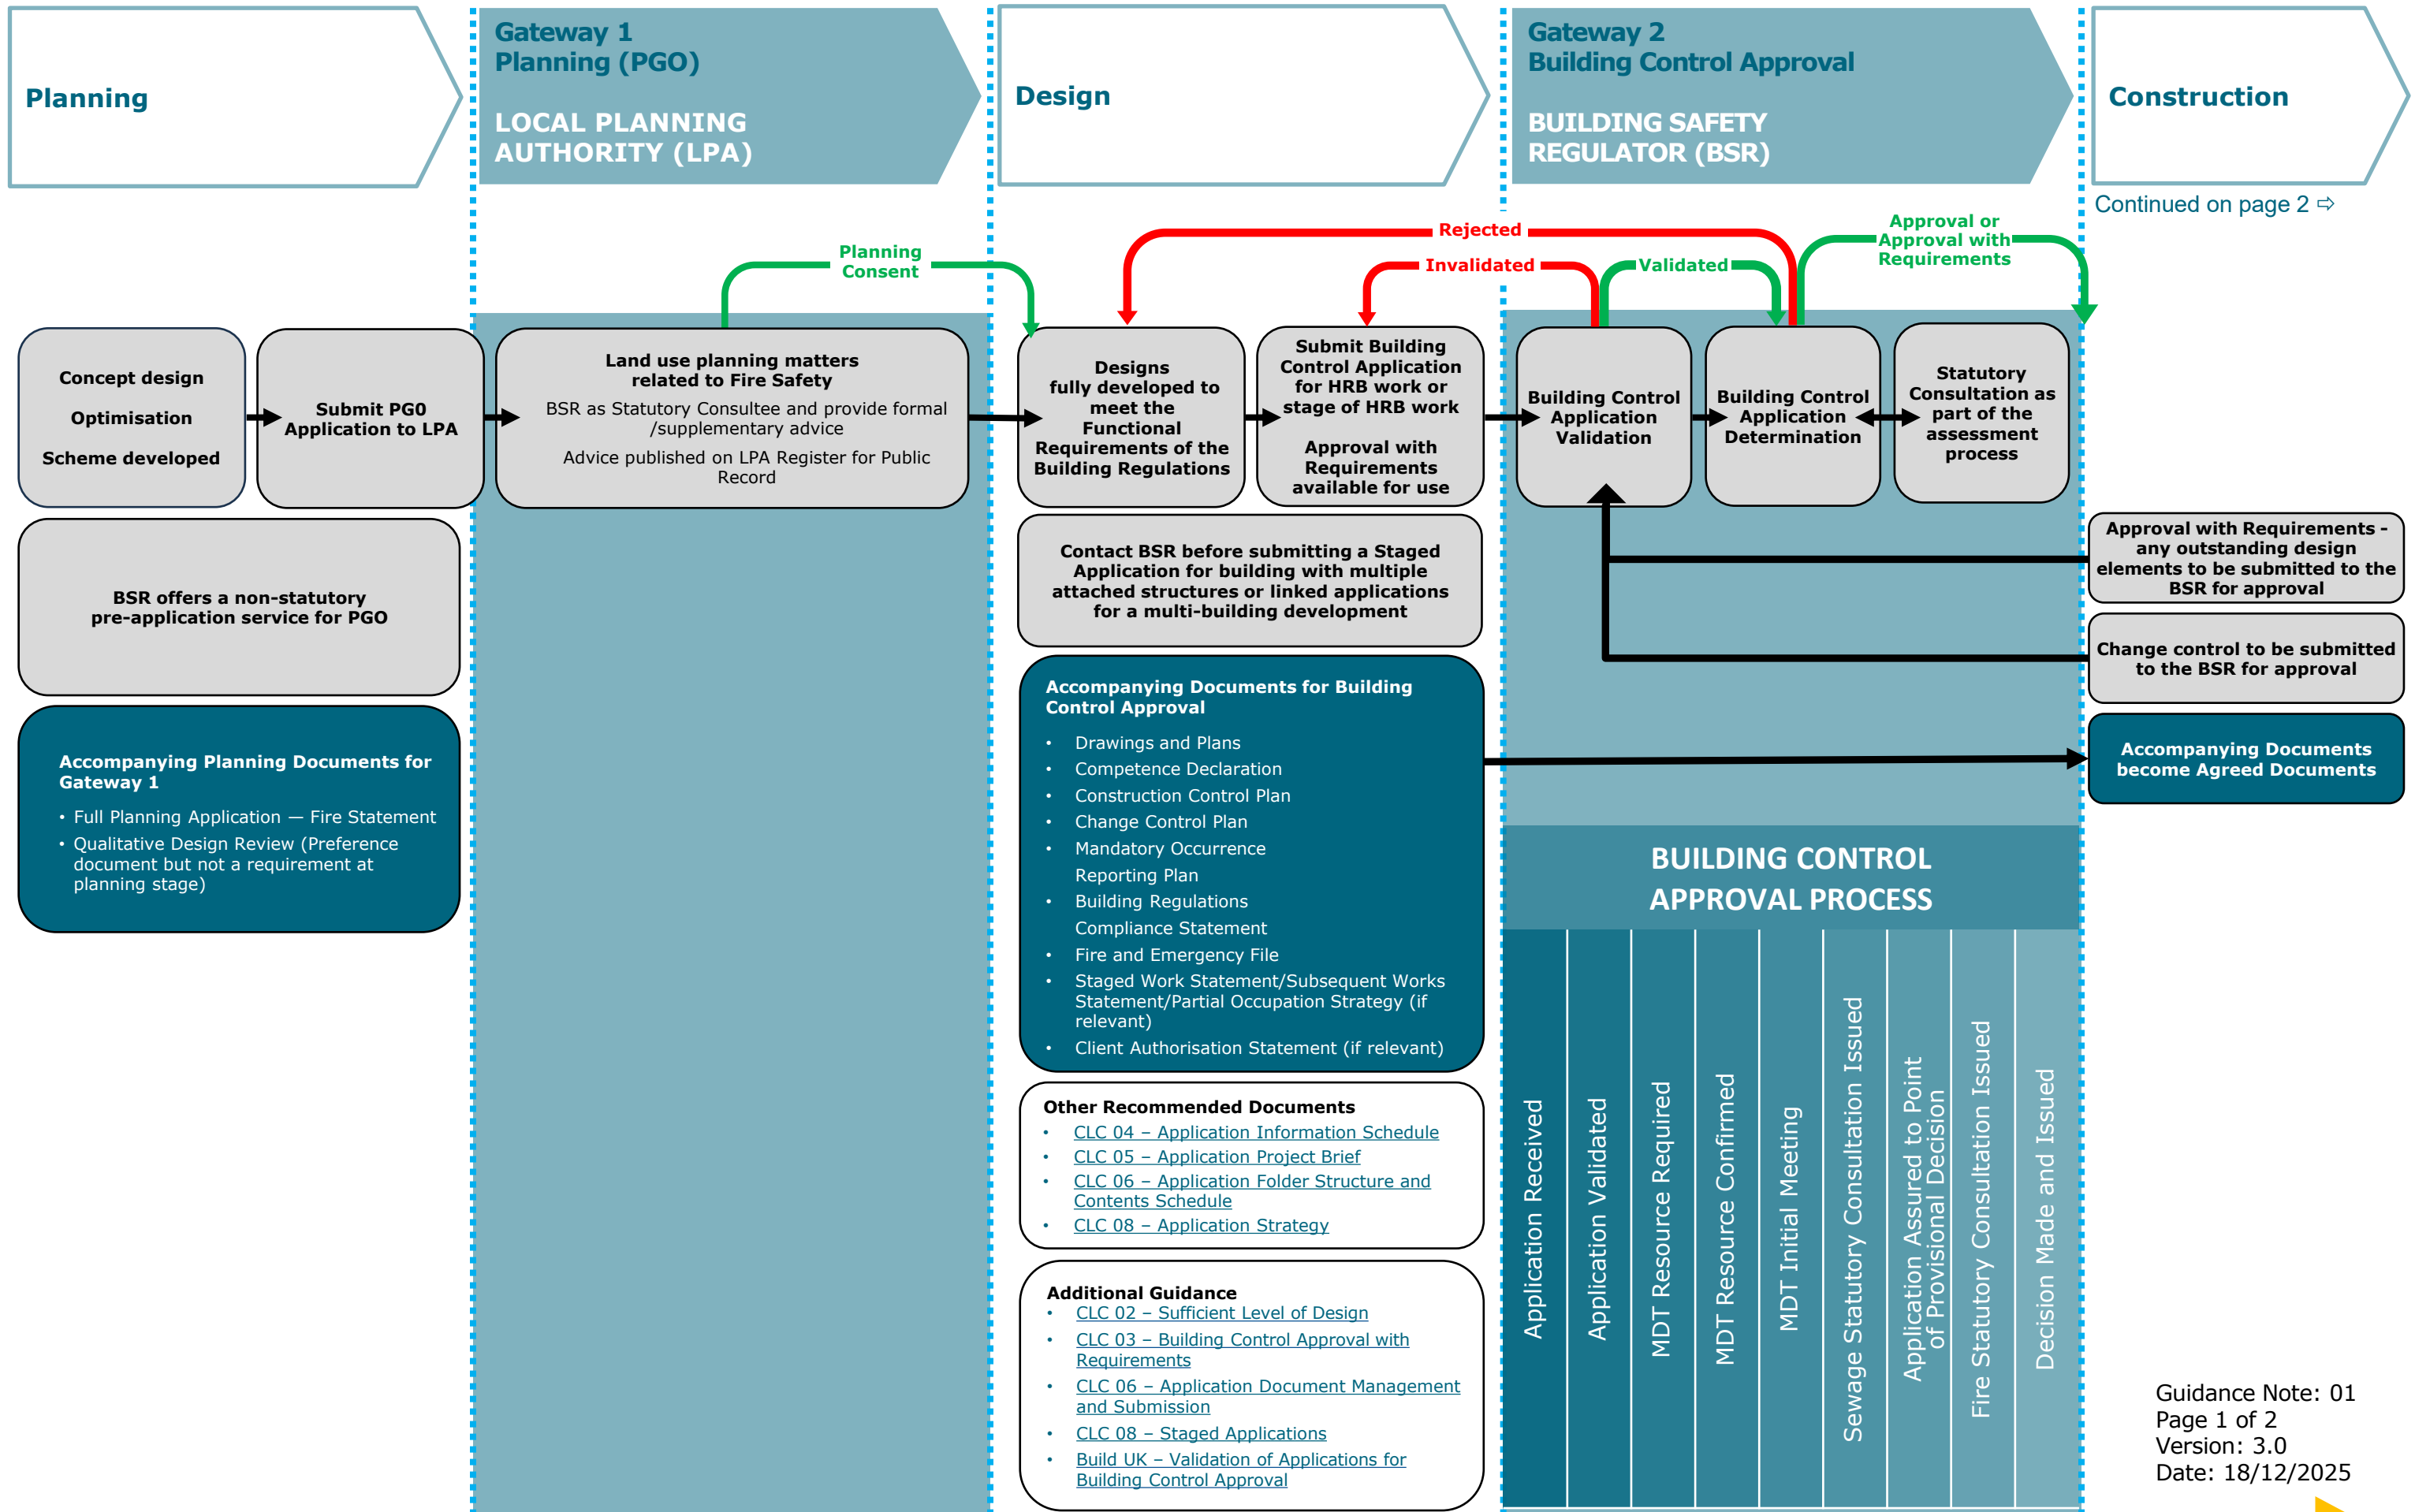 Planning
Gateway 1
Planning (PGO)
LOCAL PLANNING
AUTHORITY (LPA)
Design
Gateway 2
Building Control Approval
BUILDING SAFETY
REGULATOR (BSR)
Construction
Continued on page 2 ⇨
Planning
Consent
Rejected
Invalidated
Validated
Approval or
Approval with
Requirements
Concept design
Optimisation
Scheme developed
Submit PG0
Application to LPA
Land use planning matters
related to Fire Safety
BSR as Statutory Consultee and provide formal
/supplementary advice
Advice published on LPA Register for Public
Record
Designs
fully developed to
meet the
Functional
Requirements of the
Building Regulations
Submit Building
Control Application
for HRB work or
stage of HRB work
Approval with
Requirements
available for use
Building Control
Application
Validation
Building Control
Application
Determination
Statutory
Consultation as
part of the
assessment
process
BSR offers a non-statutory
pre-application service for PGO
Contact BSR before submitting a Staged
Application for building with multiple
attached structures or linked applications
for a multi-building development
Approval with Requirements -
any outstanding design
elements to be submitted to the
BSR for approval
Change control to be submitted
to the BSR for approval
Accompanying Documents
become Agreed Documents
Accompanying Planning Documents for
Gateway 1
• Full Planning Application — Fire Statement
• Qualitative Design Review (Preference
document but not a requirement at
planning stage)
Accompanying Documents for Building
Control Approval
• Drawings and Plans
• Competence Declaration
• Construction Control Plan
• Change Control Plan
• Mandatory Occurrence
Reporting Plan
• Building Regulations
Compliance Statement
• Fire and Emergency File
• Staged Work Statement/Subsequent Works
Statement/Partial Occupation Strategy (if
relevant)
• Client Authorisation Statement (if relevant)
Other Recommended Documents
• CLC 04 – Application Information Schedule
• CLC 05 – Application Project Brief
• CLC 06 – Application Folder Structure and
Contents Schedule
• CLC 08 – Application Strategy
Additional Guidance
• CLC 02 – Sufficient Level of Design
• CLC 03 – Building Control Approval with
Requirements
• CLC 06 – Application Document Management
and Submission
• CLC 08 – Staged Applications
• Build UK – Validation of Applications for
Building Control Approval
BUILDING CONTROL
APPROVAL PROCESS
Application Received
Application Validated
MDT Resource Required
MDT Resource Confirmed
MDT Initial Meeting
Sewage Statutory Consultation Issued
Application Assured to Point
of Provisional Decision
Fire Statutory Consultation Issued
Decision Made and Issued
Guidance Note: 01
Page 1 of 2
Version: 3.0
Date: 18/12/2025